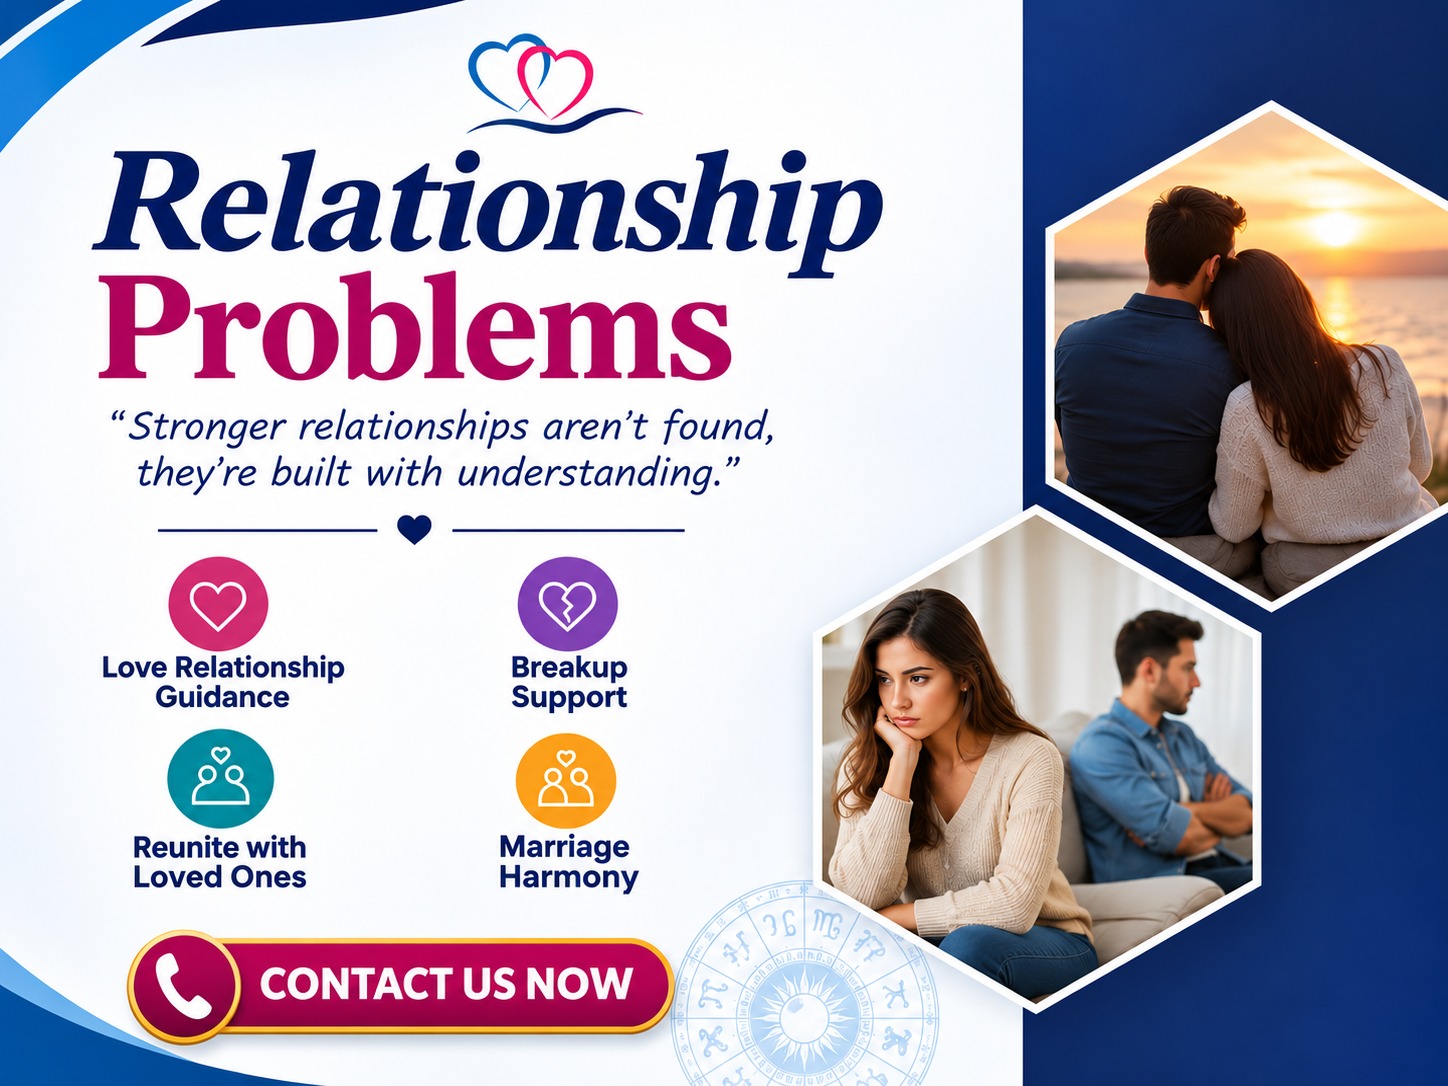 Relationship
Problems
“Stronger relationships aren’t found,
they’re built with understanding.”
Love Relationship
Guidance
Breakup
Support
Reunite with
Loved Ones
Marriage
Harmony
CONTACT US NOW